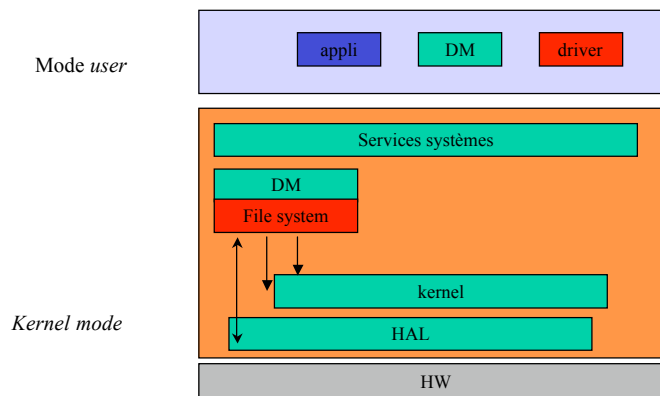 appli DM driver
Mode user
Services systèmes
DM
File system
kernel
Kernel mode
HAL
HW